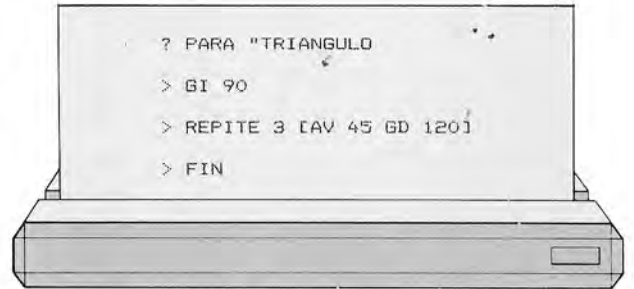 ? PARA "TRIANGULO
> GI 90
> REPITE 3 [AV 45 GD 120]
> FIN